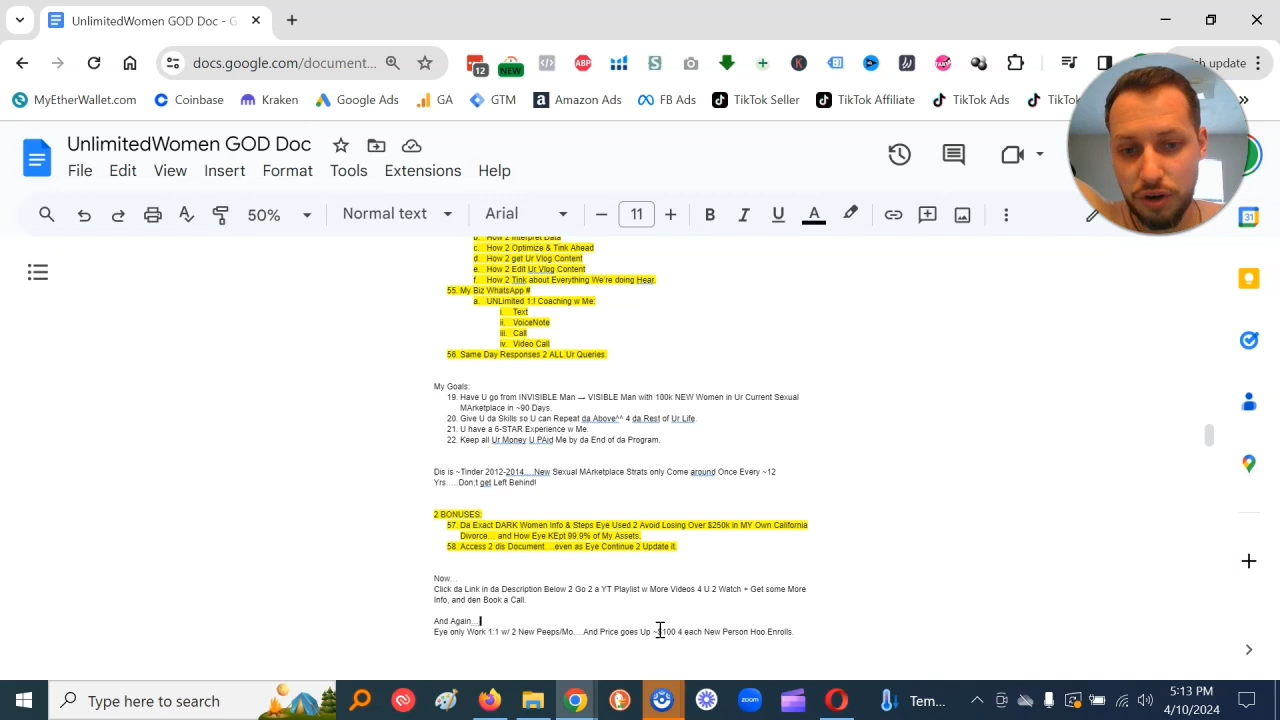 UnlimitedWomen GOD Doc - G
docs.google.com/document...
12
NEW
ABP
update
MyEtherWallet.com
Coinbase
Kraken
Google Ads
GA
GTM
Amazon Ads
FB Ads
TikTok Seller
TikTok Affiliate
TikTok Ads
UnlimitedWomen GOD Doc
File
Edit
View
Insert
Format
Tools
Extensions
Help
50%
Normal text
Arial
11
b. How 2 Interpret Data
c. How 2 Optimize & Tink Ahead
d. How 2 get Ur Vlog Content
e. How 2 Edit Ur Vlog Content
f. How 2 Tink about Everything We're doing Hear.
55. My Biz WhatsApp #
a. UNLimited 1:! Coaching w Me:
i. Text
ii. VoiceNote
iii. Call
iv. Video Call
56. Same Day Responses 2 ALL Ur Queries.
My Goals:
19. Have U go from INVISIBLE Man → VISIBLE Man with 100k NEW Women in Ur Current Sexual
MArketplace in ~90 Days.
20. Give U da Skills so U can Repeat da Above^^ 4 da Rest of Ur Life.
21. U have a 6-STAR Experience w Me.
22. Keep all Ur Money U PAid Me by da End of da Program.
Dis is ~Tinder 2012-2014....New Sexual MArketplace Strats only Come around Once Every ~12
Yrs.....Don;t get Left Behind!
2 BONUSES:
57. Da Exact DARK Women Info & Steps Eye Used 2 Avoid Losing Over $250k in MY Own California
Divorce... and How Eye KEpt 99.9% of My Assets.
58. Access 2 dis Document....even as Eye Continue 2 Update it.
Now...
Click da Link in da Description Below 2 Go 2 a YT Playlist w More Videos 4 U 2 Watch + Get some More
Info, and den Book a Call.
And Again...
Eye only Work 1:1 w/ 2 New Peeps/Mo....And Price goes Up ~$100 4 each New Person Hoo Enrolls.
Type here to search
zoom
Tem...
5:13 PM
4/10/2024